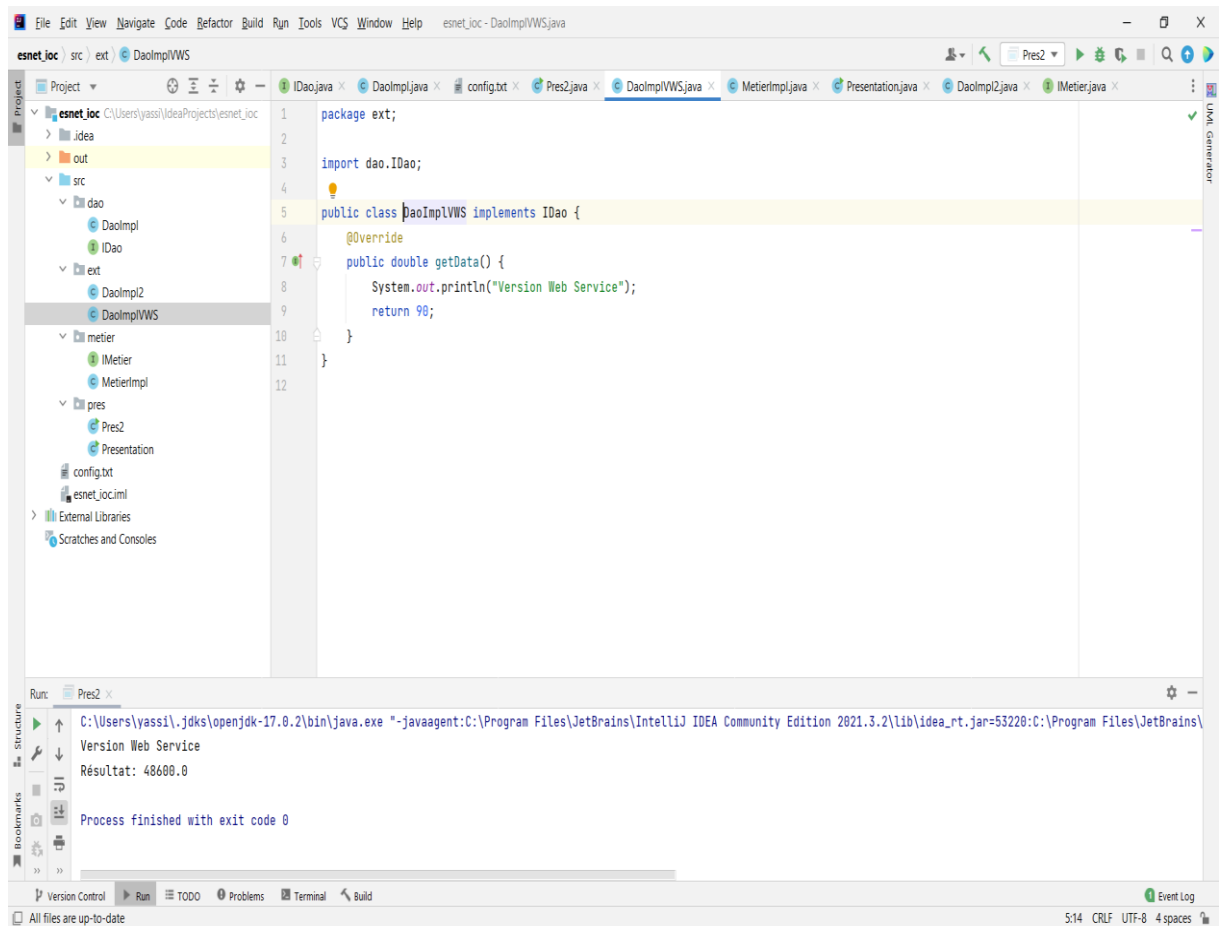 File Edit View Navigate Code Refactor Build Run Tools VCS Window Help esnet_ioc - DaoImplVWS.java
esnet_ioc src ext DaoImplVWS Pres2
Project
Project IDao.java DaoImpl.java config.txt Pres2.java DaoImplVWS.java MetierImpl.java Presentation.java DaoImpl2.java IMetier.java
UML Generator
esnet_ioc C:\Users\yassi\IdeaProjects\esnet_ioc
.idea
out
src
dao
DaoImpl
IDao
ext
DaoImpl2
DaoImplVWS
metier
IMetier
MetierImpl
pres
Pres2
Presentation
config.txt
esnet_ioc.iml
External Libraries
Scratches and Consoles
1 package ext;
2
3 import dao.IDao;
4
5 public class DaoImplVWS implements IDao {
6 @Override
7 public double getData() {
8 System.out.println("Version Web Service");
9 return 90;
10 }
11 }
12
Run: Pres2
Structure
Bookmarks
C:\Users\yassi\.jdks\openjdk-17.0.2\bin\java.exe "-javaagent:C:\Program Files\JetBrains\IntelliJ IDEA Community Edition 2021.3.2\lib\idea_rt.jar=53220:C:\Program Files\JetBrains\
Version Web Service
Résultat: 48600.0
Process finished with exit code 0
Version Control Run TODO Problems Terminal Build 1 Event Log
All files are up-to-date 5:14 CRLF UTF-8 4 spaces